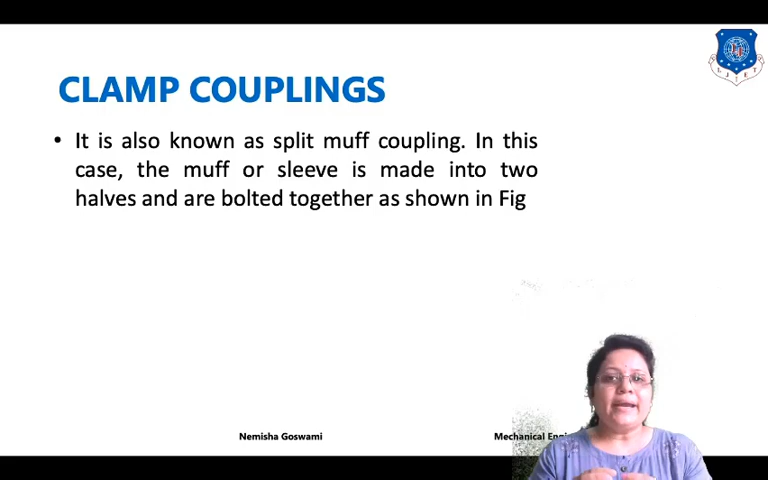 CLAMP COUPLINGS
• It is also known as split muff coupling. In this
case, the muff or sleeve is made into two
halves and are bolted together as shown in Fig
Nemisha Goswami
Mechanical